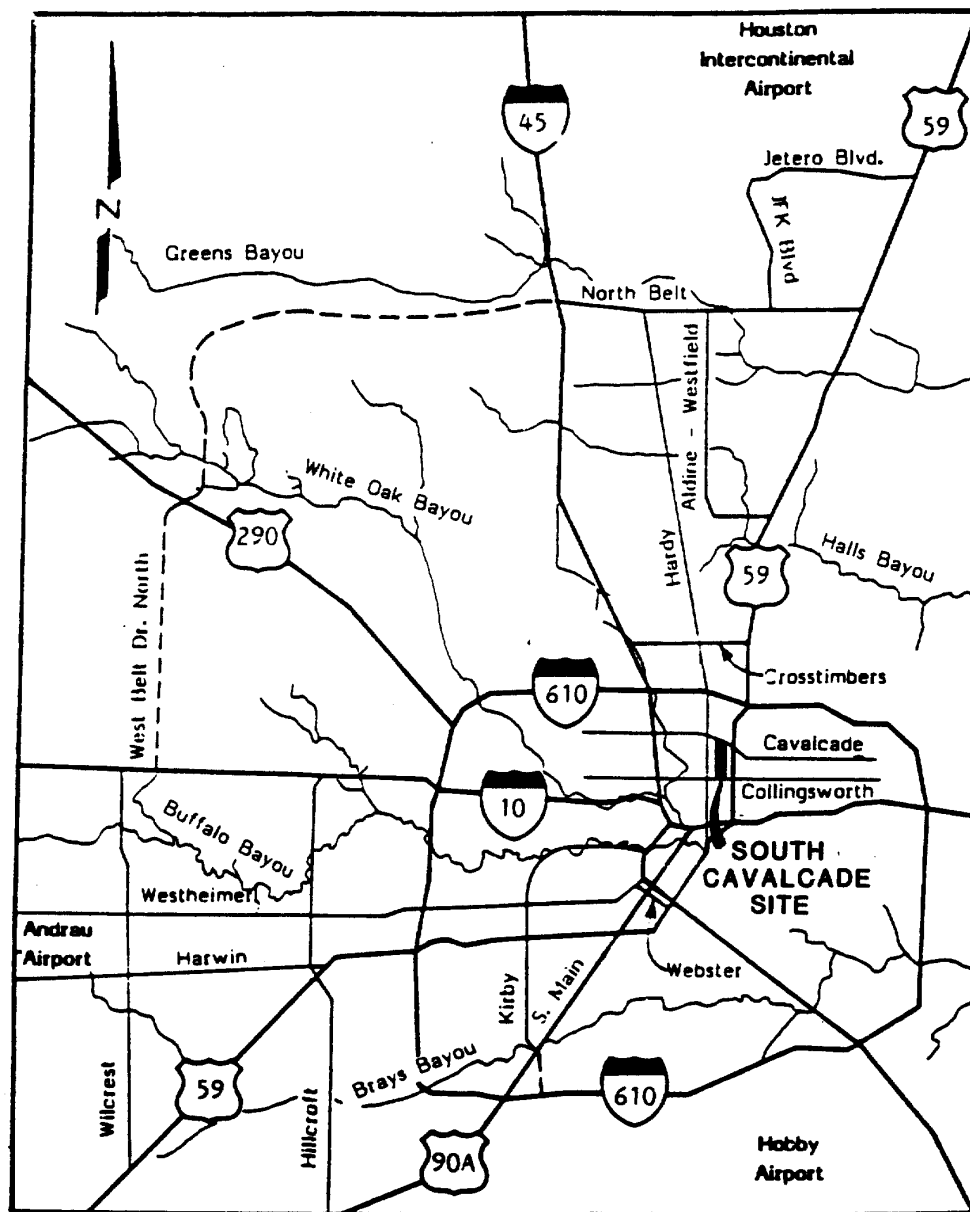 Houston
Intercontinental
Airport
45
59
Jetero Blvd.
JFK Blvd
N
Greens Bayou
North Belt
Aldine - Westfield
White Oak Bayou
290
Hardy
59
Halls Bayou
West Belt Dr. North
Crosstimbers
610
Cavalcade
10
Collingsworth
Buffalo Bayou
SOUTH
CAVALCADE
SITE
Westheimer
Andrau
Airport
Harwin
Webster
Kirby
S. Main
Brays Bayou
59
Wilcrest
Hillcroft
610
90A
Hobby
Airport